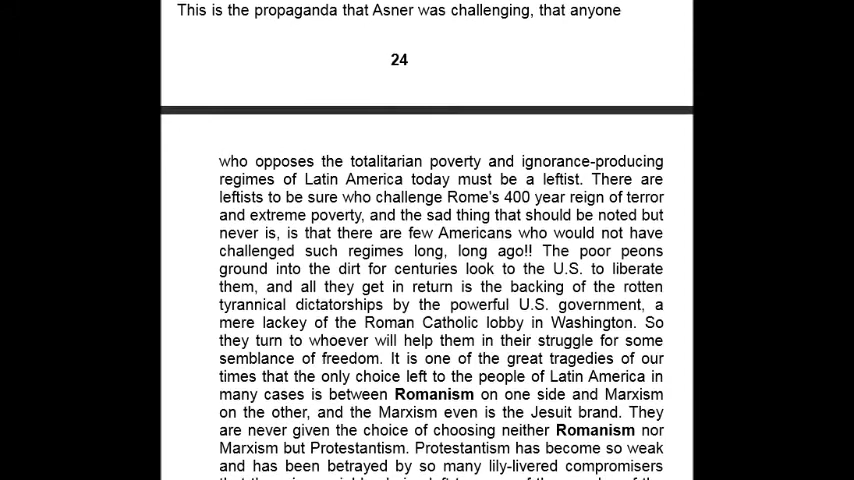 This is the propaganda that Asner was challenging, that anyone
24
who opposes the totalitarian poverty and ignorance-producing
regimes of Latin America today must be a leftist. There are
leftists to be sure who challenge Rome's 400 year reign of terror
and extreme poverty, and the sad thing that should be noted but
never is, is that there are few Americans who would not have
challenged such regimes long, long ago!! The poor peons
ground into the dirt for centuries look to the U.S. to liberate
them, and all they get in return is the backing of the rotten
tyrannical dictatorships by the powerful U.S. government, a
mere lackey of the Roman Catholic lobby in Washington. So
they turn to whoever will help them in their struggle for some
semblance of freedom. It is one of the great tragedies of our
times that the only choice left to the people of Latin America in
many cases is between Romanism on one side and Marxism
on the other, and the Marxism even is the Jesuit brand. They
are never given the choice of choosing neither Romanism nor
Marxism but Protestantism. Protestantism has become so weak
and has been betrayed by so many lily-livered compromisers